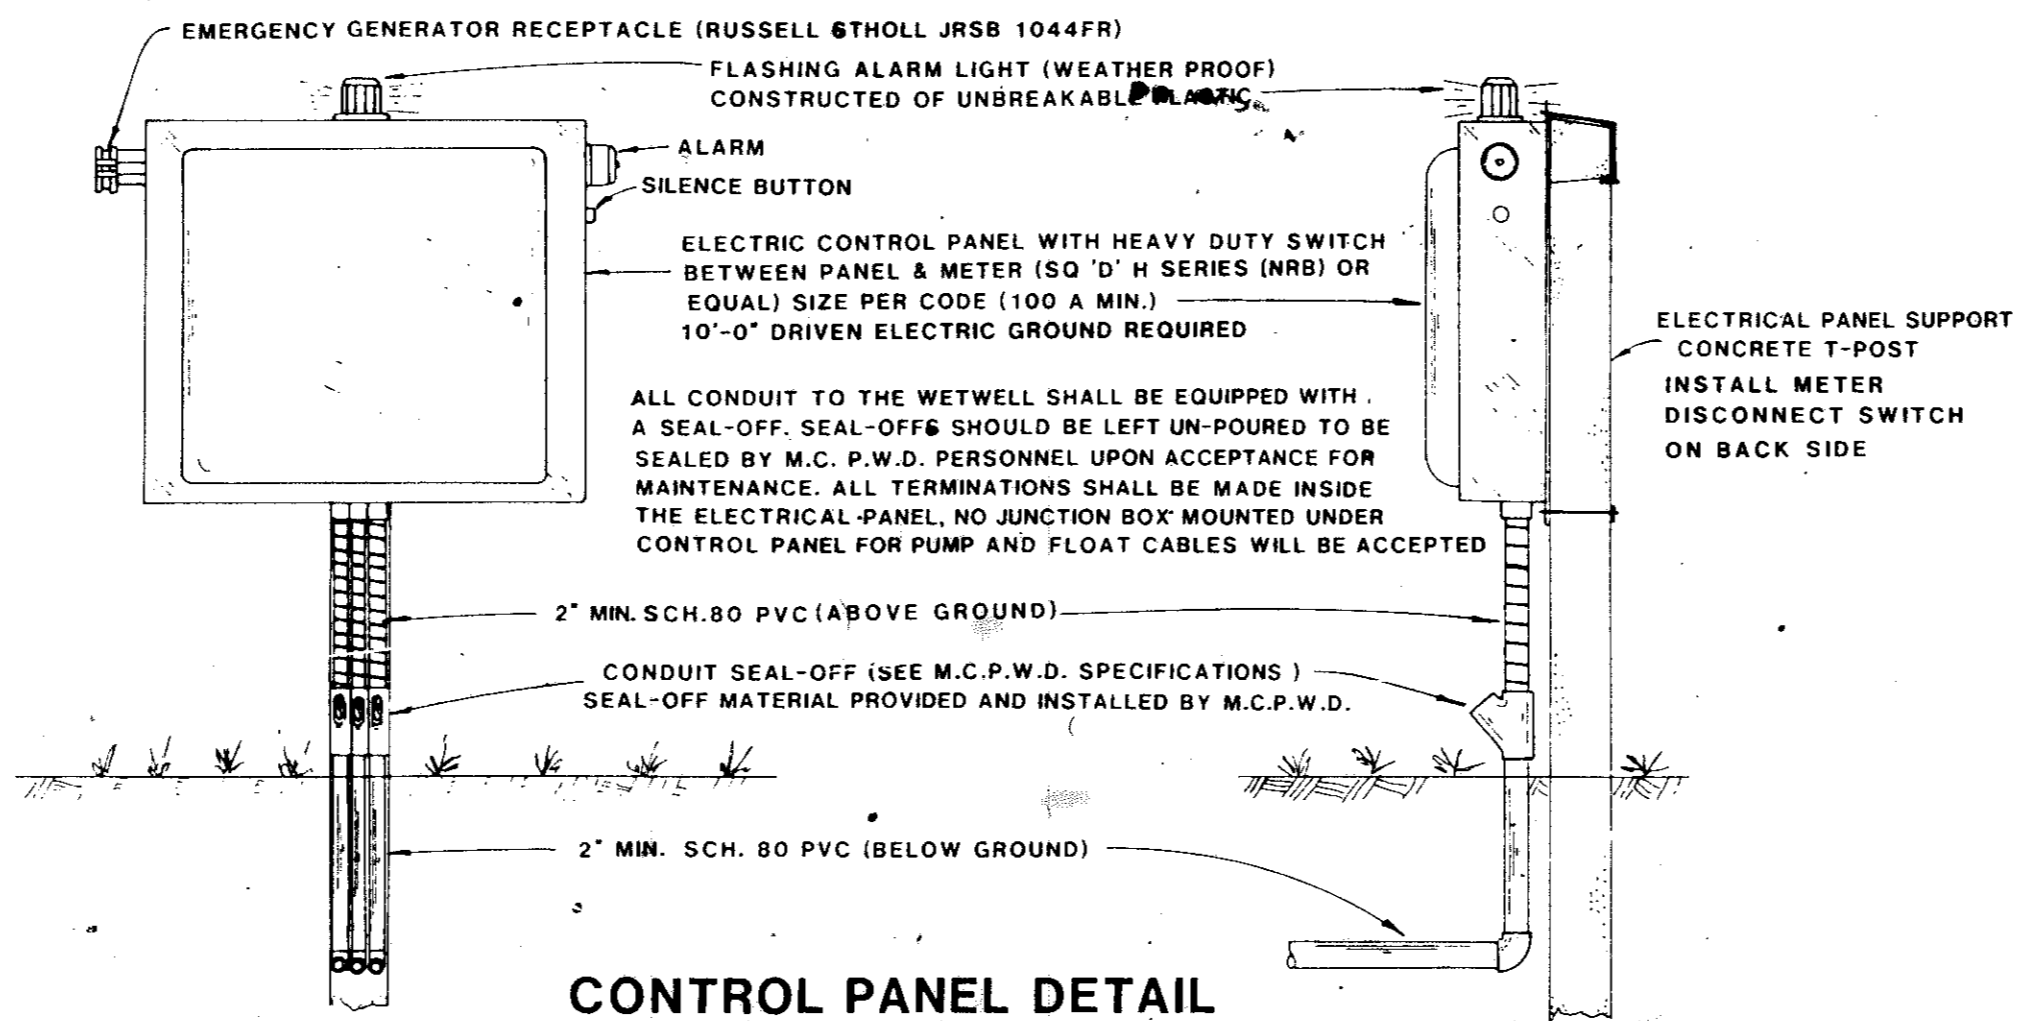 EMERGENCY GENERATOR RECEPTACLE (RUSSELL STHOLL JRSB 1044FR)
FLASHING ALARM LIGHT (WEATHER PROOF)
CONSTRUCTED OF UNBREAKABLE PLASTIC
ALARM
SILENCE BUTTON
ELECTRIC CONTROL PANEL WITH HEAVY DUTY SWITCH
BETWEEN PANEL & METER (SQ 'D' H SERIES (NRB) OR
EQUAL) SIZE PER CODE (100 A MIN.)
10'-0" DRIVEN ELECTRIC GROUND REQUIRED
ELECTRICAL PANEL SUPPORT
CONCRETE T-POST
INSTALL METER
DISCONNECT SWITCH
ON BACK SIDE
ALL CONDUIT TO THE WETWELL SHALL BE EQUIPPED WITH
A SEAL-OFF. SEAL-OFFS SHOULD BE LEFT UN-POURED TO BE
SEALED BY M.C. P.W.D. PERSONNEL UPON ACCEPTANCE FOR
MAINTENANCE. ALL TERMINATIONS SHALL BE MADE INSIDE
THE ELECTRICAL PANEL, NO JUNCTION BOX MOUNTED UNDER
CONTROL PANEL FOR PUMP AND FLOAT CABLES WILL BE ACCEPTED
2" MIN. SCH.80 PVC (ABOVE GROUND)
CONDUIT SEAL-OFF (SEE M.C.P.W.D. SPECIFICATIONS )
SEAL-OFF MATERIAL PROVIDED AND INSTALLED BY M.C.P.W.D.
2" MIN. SCH. 80 PVC (BELOW GROUND)
CONTROL PANEL DETAIL